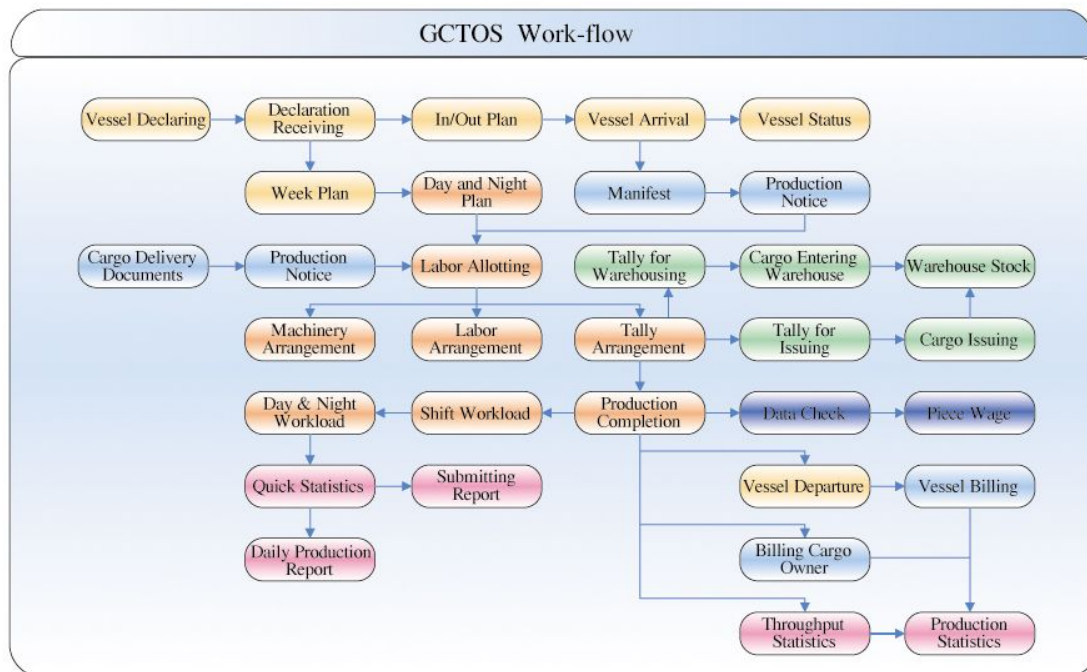 GCTOS Work-flow
Vessel Declaring
Declaration
Receiving
In/Out Plan
Vessel Arrival
Vessel Status
Week Plan
Day and Night
Plan
Manifest
Production
Notice
Cargo Delivery
Documents
Production
Notice
Labor Allotting
Tally for
Warehousing
Cargo Entering
Warehouse
Warehouse Stock
Machinery
Arrangement
Labor
Arrangement
Tally
Arrangement
Tally for
Issuing
Cargo Issuing
Day & Night
Workload
Shift Workload
Production
Completion
Data Check
Piece Wage
Quick Statistics
Submitting
Report
Vessel Departure
Vessel Billing
Daily Production
Report
Billing Cargo
Owner
Throughput
Statistics
Production
Statistics